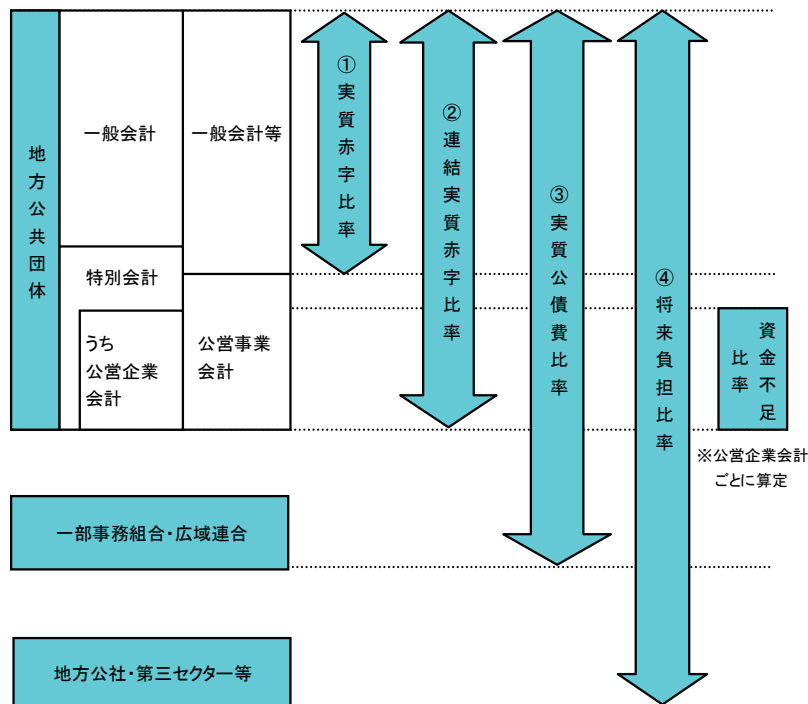 地方公共団体
一般会計
特別会計
うち
公営企業
会計
一般会計等
公営事業
会計
①実質赤字比率
②連結実質赤字比率
③実質公債費比率
④将来負担比率
資金不足
比率
※公営企業会計
ごとに算定
一部事務組合・広域連合
地方公社・第三セクター等